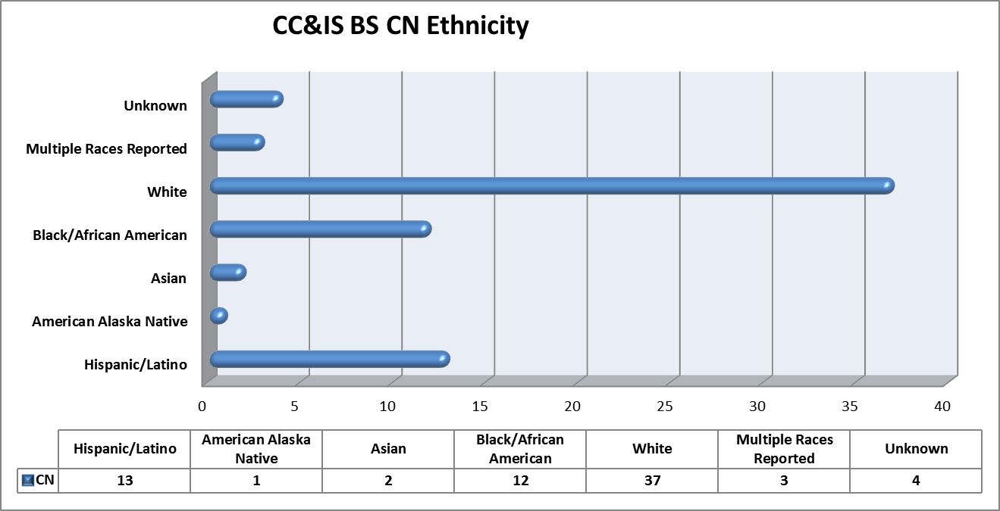 CC&IS BS CN Ethnicity
Unknown
Multiple Races Reported
White
Black/African American
Asian
American Alaska Native
Hispanic/Latino
0 5 10 15 20 25 30 35 40
Hispanic/Latino
American Alaska
Native
Asian
Black/African
American
White
Multiple Races
Reported
Unknown
CN 13 1 2 12 37 3 4